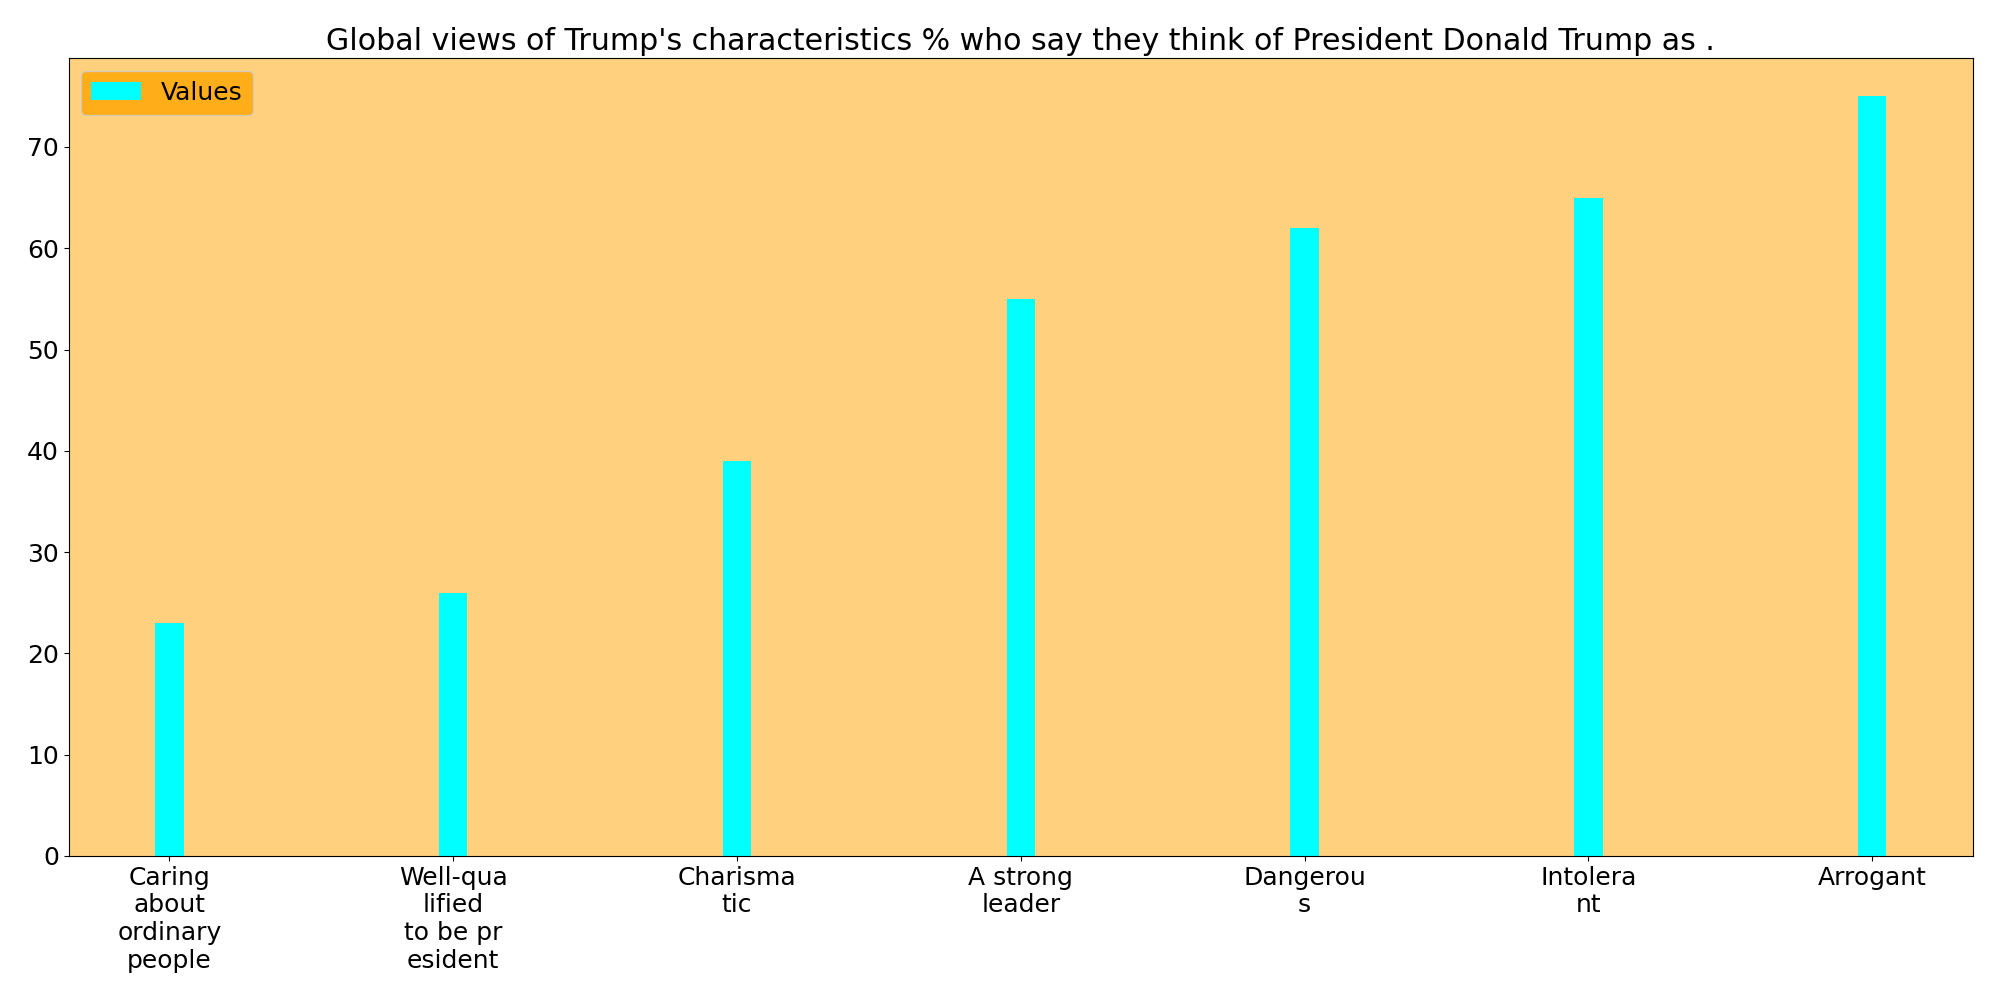 Global views of Trump's characteristics % who say they think of President Donald Trump as .
Values
70
60
50
40
30
20
10
0
Caring
about
ordinary
people
Well-qua
lified
to be pr
esident
Charisma
tic
A strong
leader
Dangerou
s
Intolera
nt
Arrogant